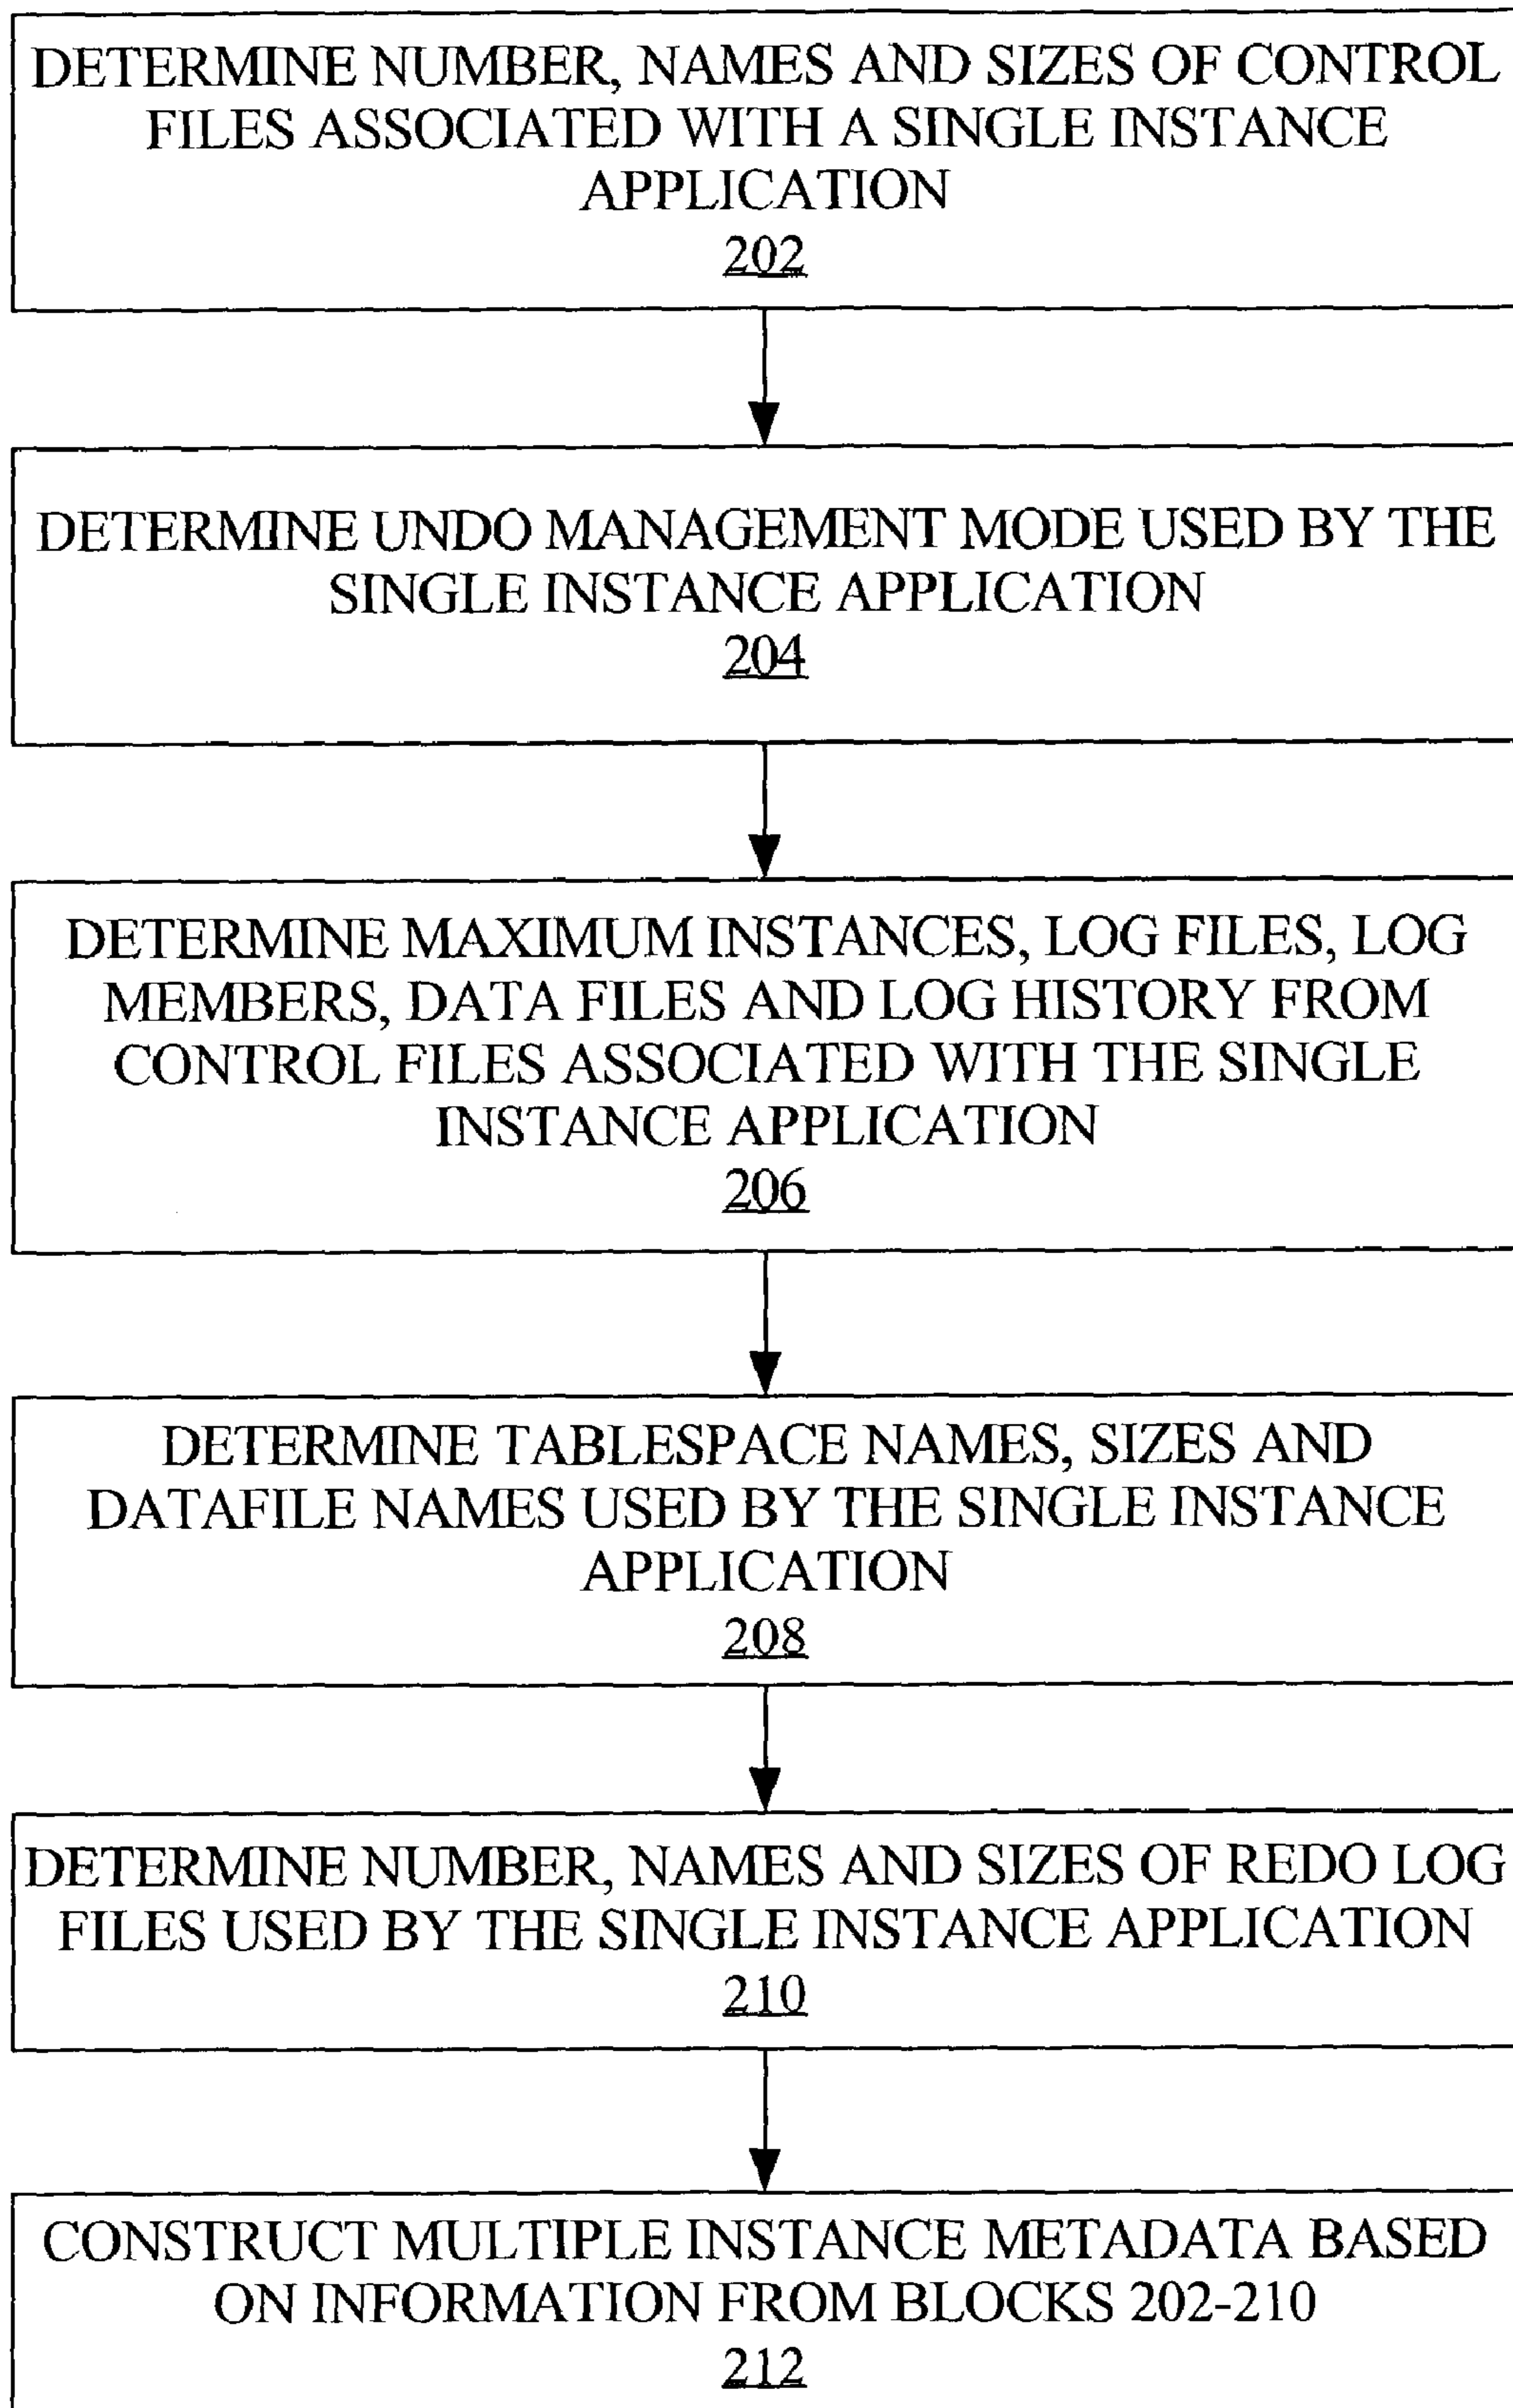 DETERMINE NUMBER, NAMES AND SIZES OF CONTROL
FILES ASSOCIATED WITH A SINGLE INSTANCE
APPLICATION
202
DETERMINE UNDO MANAGEMENT MODE USED BY THE
SINGLE INSTANCE APPLICATION
204
DETERMINE MAXIMUM INSTANCES, LOG FILES, LOG
MEMBERS, DATA FILES AND LOG HISTORY FROM
CONTROL FILES ASSOCIATED WITH THE SINGLE
INSTANCE APPLICATION
206
DETERMINE TABLESPACE NAMES, SIZES AND
DATAFILE NAMES USED BY THE SINGLE INSTANCE
APPLICATION
208
DETERMINE NUMBER, NAMES AND SIZES OF REDO LOG
FILES USED BY THE SINGLE INSTANCE APPLICATION
210
CONSTRUCT MULTIPLE INSTANCE METADATA BASED
ON INFORMATION FROM BLOCKS 202-210
212